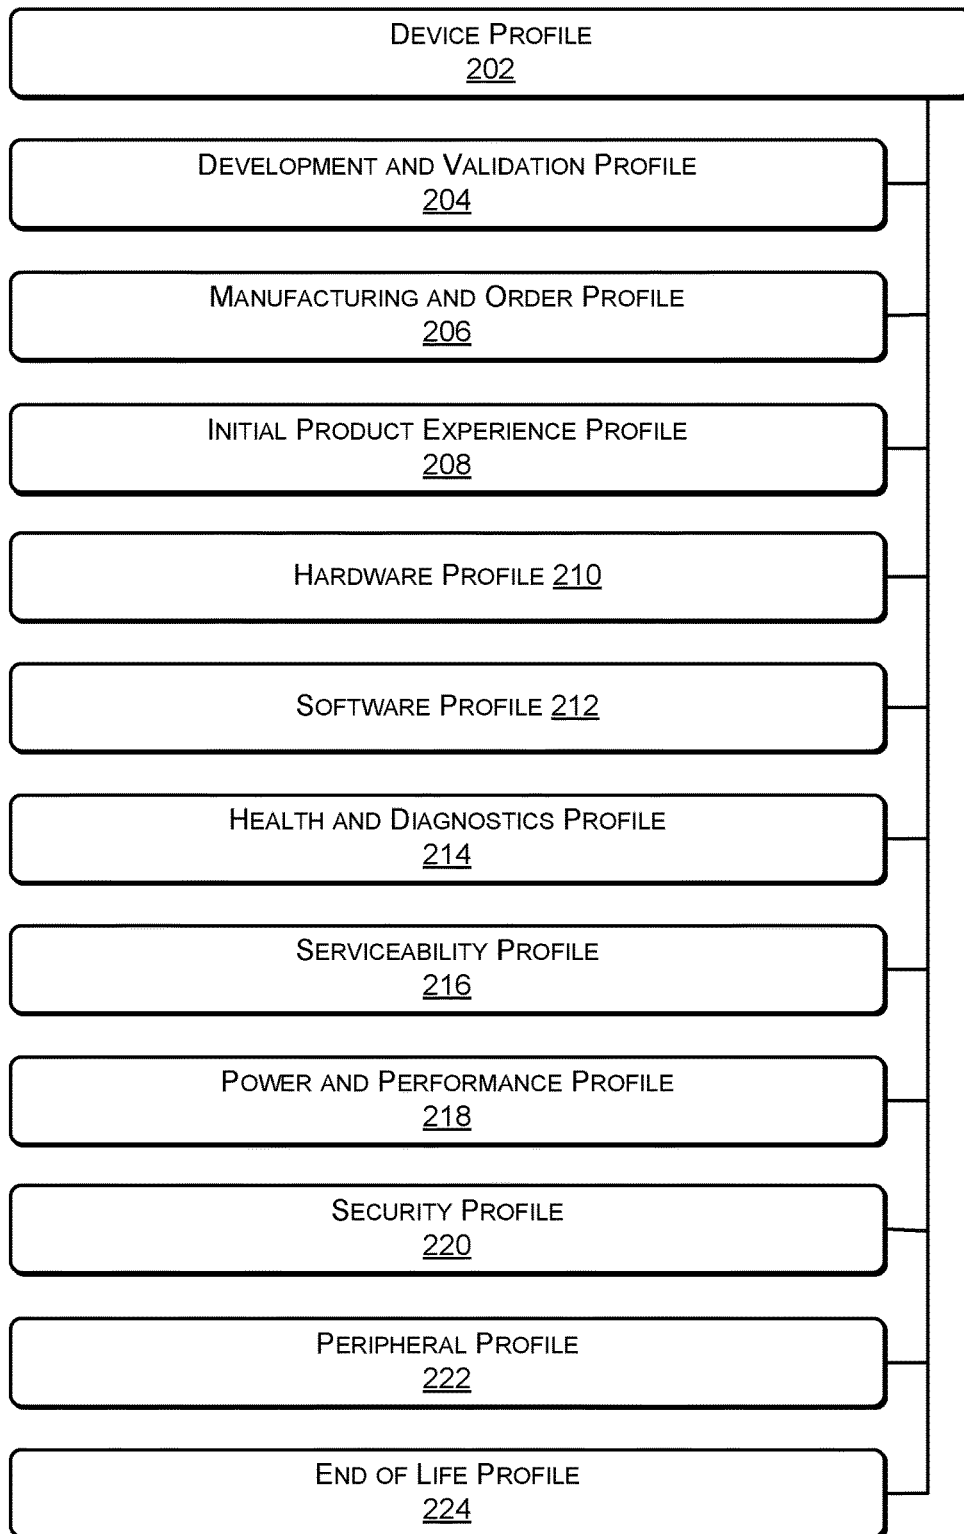 DEVICE PROFILE
202
DEVELOPMENT AND VALIDATION PROFILE
204
MANUFACTURING AND ORDER PROFILE
206
INITIAL PRODUCT EXPERIENCE PROFILE
208
HARDWARE PROFILE 210
SOFTWARE PROFILE 212
HEALTH AND DIAGNOSTICS PROFILE
214
SERVICEABILITY PROFILE
216
POWER AND PERFORMANCE PROFILE
218
SECURITY PROFILE
220
PERIPHERAL PROFILE
222
END OF LIFE PROFILE
224